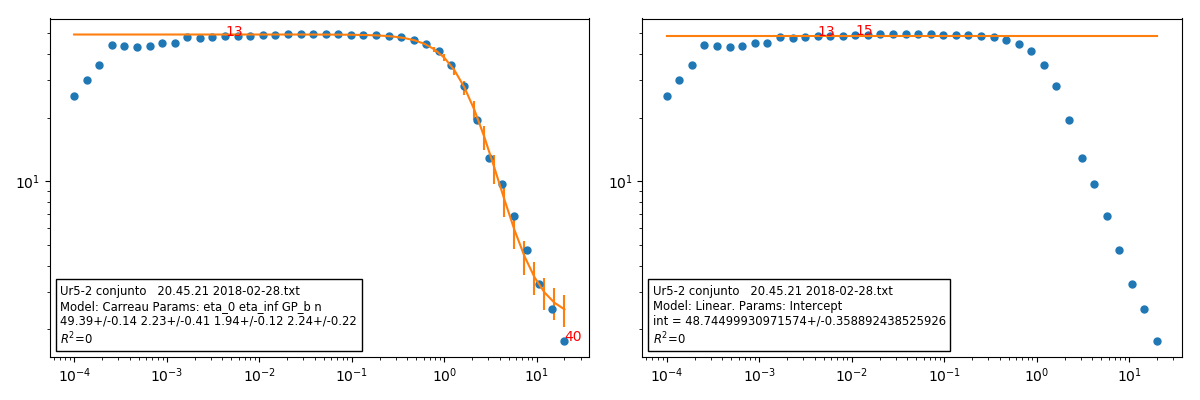 13
10¹
Ur5-2 conjunto   20.45.21 2018-02-28.txt
Model: Carreau Params: eta_0 eta_inf GP_b n
49.39+/-0.14 2.23+/-0.41 1.94+/-0.12 2.24+/-0.22
R²=0
40
10⁻⁴ 10⁻³ 10⁻² 10⁻¹ 10⁰ 10¹
13 15
10¹
Ur5-2 conjunto   20.45.21 2018-02-28.txt
Model: Linear. Params: Intercept
int = 48.74499930971574+/-0.358892438525926
R²=0
10⁻⁴ 10⁻³ 10⁻² 10⁻¹ 10⁰ 10¹